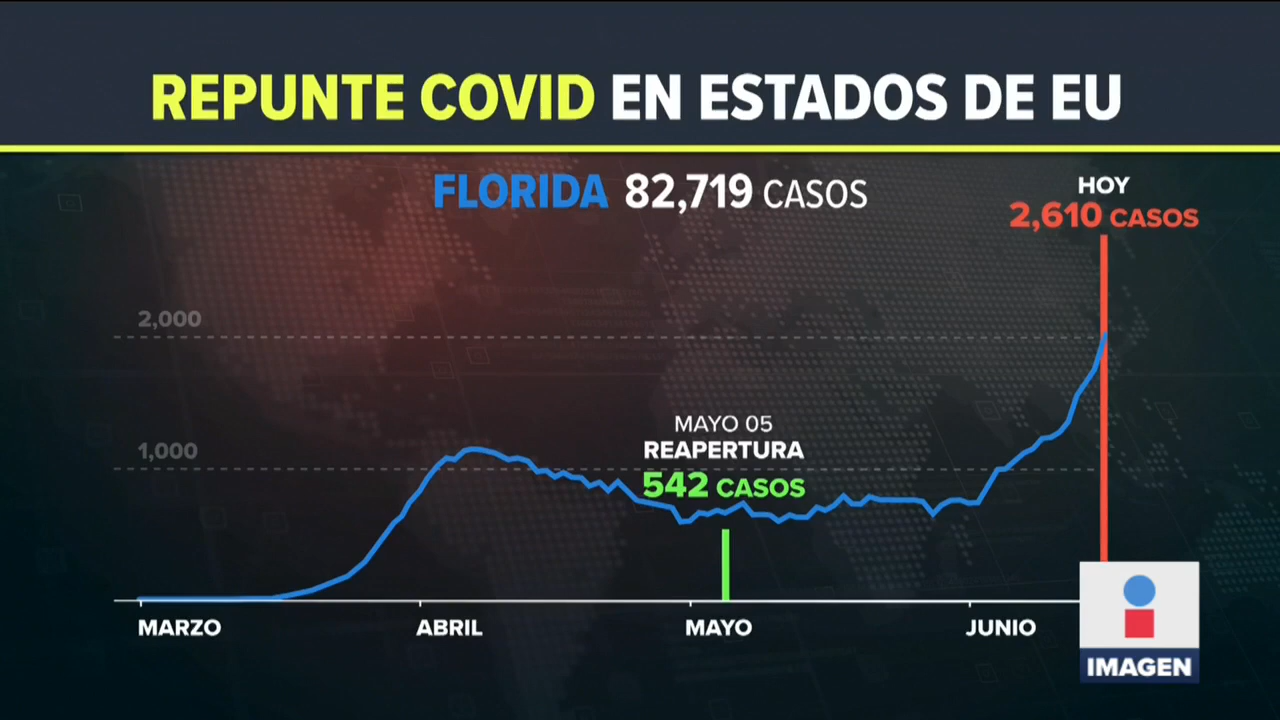 REPUNTE COVID EN ESTADOS DE EU
FLORIDA 82,719 CASOS
HOY
2,610 CASOS
2,000
1,000
MAYO 05
REAPERTURA
542 CASOS
MARZO
ABRIL
MAYO
JUNIO
IMAGEN